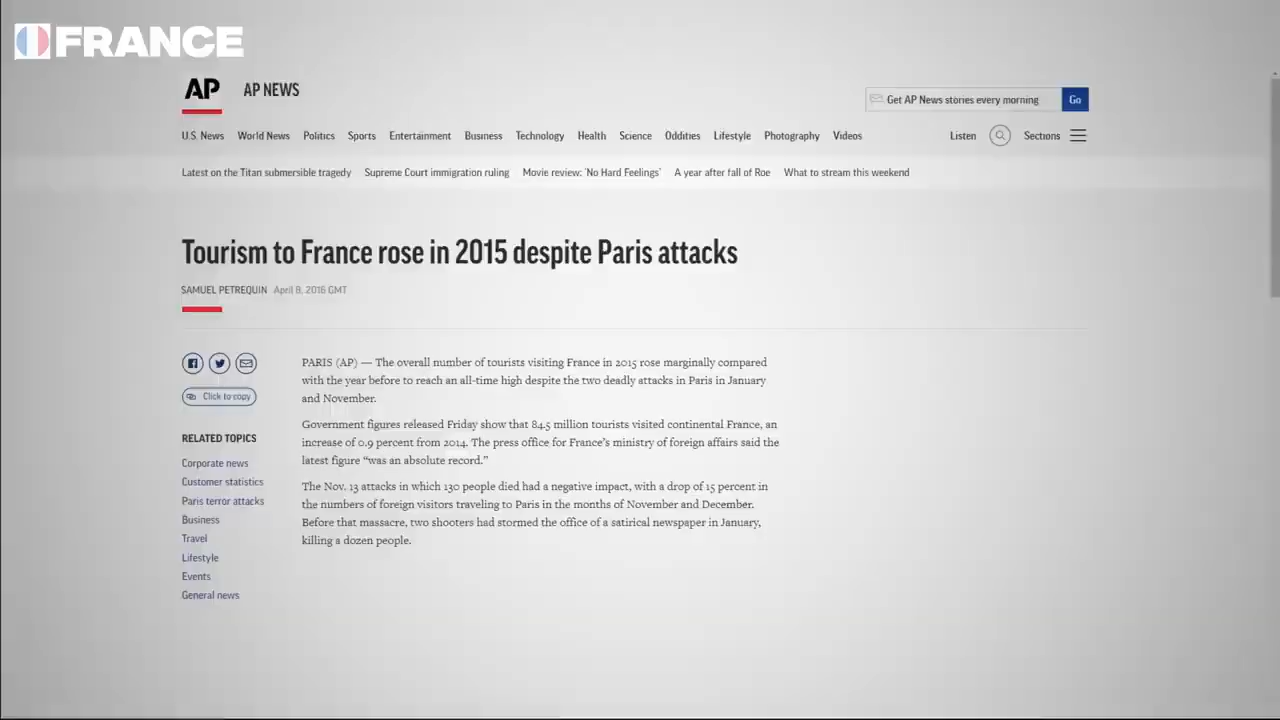 FRANCE
AP AP NEWS
Get AP News stories every morning Go
U.S. News World News Politics Sports Entertainment Business Technology Health Science Oddities Lifestyle Photography Videos Listen Sections
Latest on the Titan submersible tragedy Supreme Court immigration ruling Movie review: 'No Hard Feelings' A year after fall of Roe What to stream this weekend
Tourism to France rose in 2015 despite Paris attacks
SAMUEL PETREQUIN April 8, 2016 GMT
PARIS (AP) — The overall number of tourists visiting France in 2015 rose marginally compared
with the year before to reach an all-time high despite the two deadly attacks in Paris in January
and November.
Click to copy
Government figures released Friday show that 84.5 million tourists visited continental France, an
increase of 0.9 percent from 2014. The press office for France's ministry of foreign affairs said the
latest figure “was an absolute record.”
The Nov. 13 attacks in which 130 people died had a negative impact, with a drop of 15 percent in
the numbers of foreign visitors traveling to Paris in the months of November and December.
Before that massacre, two shooters had stormed the office of a satirical newspaper in January,
killing a dozen people.
RELATED TOPICS
Corporate news
Customer statistics
Paris terror attacks
Business
Travel
Lifestyle
Events
General news